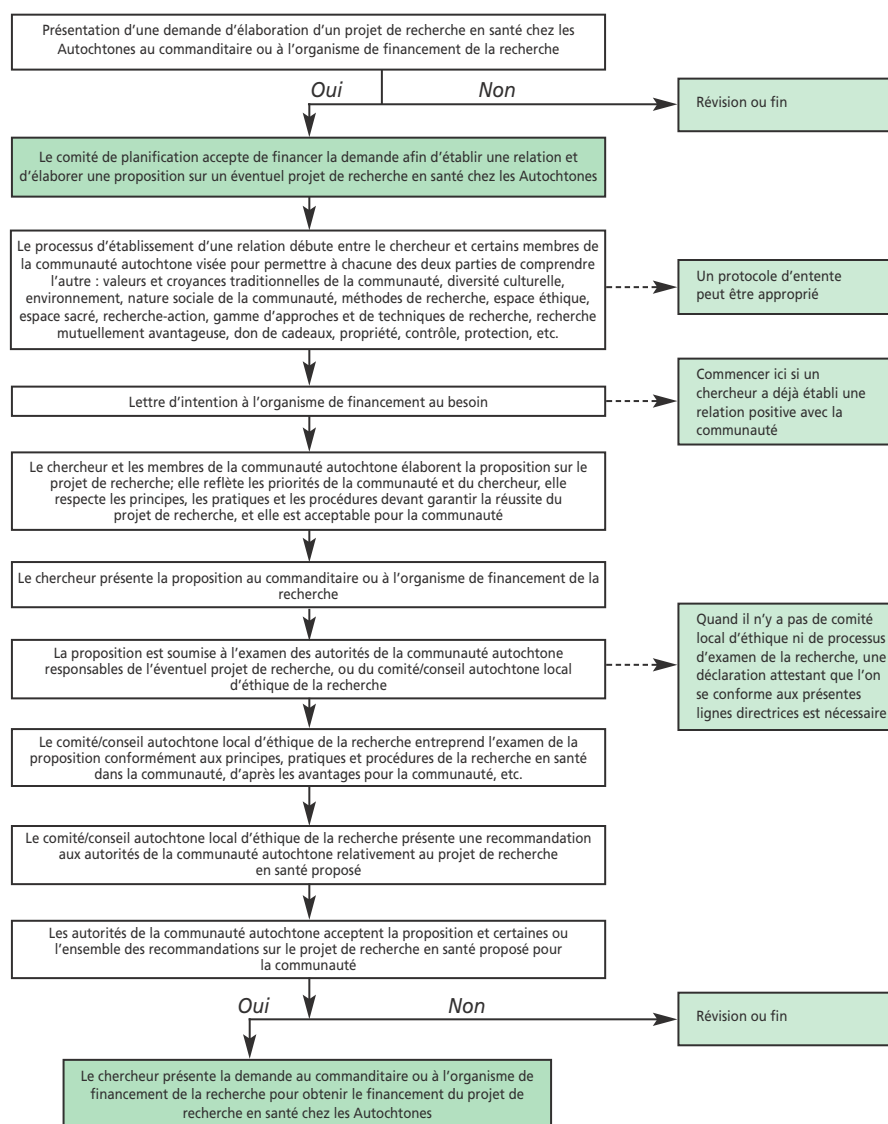 Présentation d'une demande d'élaboration d'un projet de recherche en santé chez les
Autochtones au commanditaire ou à l'organisme de financement de la recherche
Oui
Non
Révision ou fin
Le comité de planification accepte de financer la demande afin d'établir une relation et
d'élaborer une proposition sur un éventuel projet de recherche en santé chez les Autochtones
Le processus d'établissement d'une relation débute entre le chercheur et certains membres de
la communauté autochtone visée pour permettre à chacune des deux parties de comprendre
l'autre : valeurs et croyances traditionnelles de la communauté, diversité culturelle,
environnement, nature sociale de la communauté, méthodes de recherche, espace éthique,
espace sacré, recherche-action, gamme d'approches et de techniques de recherche, recherche
mutuellement avantageuse, don de cadeaux, propriété, contrôle, protection, etc.
Un protocole d'entente
peut être approprié
Lettre d'intention à l'organisme de financement au besoin
Commencer ici si un
chercheur a déjà établi une
relation positive avec la
communauté
Le chercheur et les membres de la communauté autochtone élaborent la proposition sur le
projet de recherche; elle reflète les priorités de la communauté et du chercheur, elle
respecte les principes, les pratiques et les procédures devant garantir la réussite du
projet de recherche, et elle est acceptable pour la communauté
Le chercheur présente la proposition au commanditaire ou à l'organisme de financement de la
recherche
La proposition est soumise à l'examen des autorités de la communauté autochtone
responsables de l'éventuel projet de recherche, ou du comité/conseil autochtone local
d'éthique de la recherche
Quand il n'y a pas de comité
local d'éthique ni de processus
d'examen de la recherche, une
déclaration attestant que l'on
se conforme aux présentes
lignes directrices est nécessaire
Le comité/conseil autochtone local d'éthique de la recherche entreprend l'examen de la
proposition conformément aux principes, pratiques et procédures de la recherche en santé
dans la communauté, d'après les avantages pour la communauté, etc.
Le comité/conseil autochtone local d'éthique de la recherche présente une recommandation
aux autorités de la communauté autochtone relativement au projet de recherche
en santé proposé
Les autorités de la communauté autochtone acceptent la proposition et certaines ou
l'ensemble des recommandations sur le projet de recherche en santé proposé pour
la communauté
Oui
Non
Révision ou fin
Le chercheur présente la demande au commanditaire ou à l'organisme de
financement de la recherche pour obtenir le financement du projet de
recherche en santé chez les Autochtones